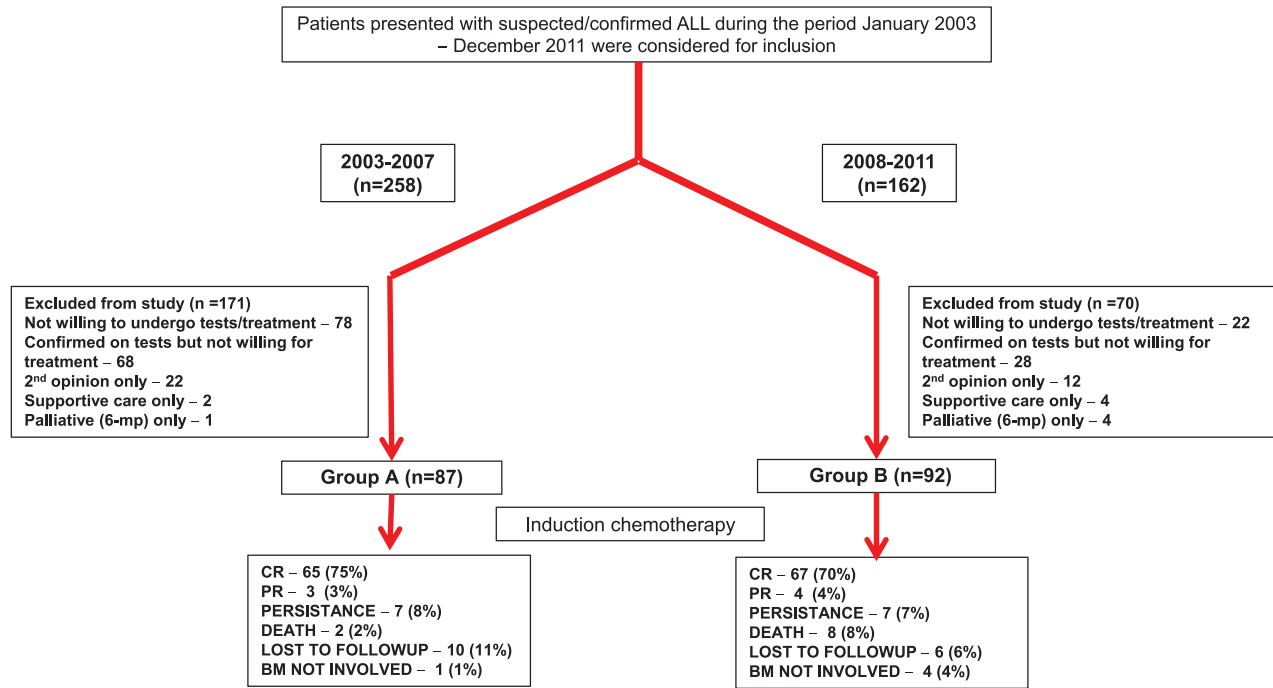 Patients presented with suspected/confirmed ALL during the period January 2003
– December 2011 were considered for inclusion
2003-2007
(n=258)
2008-2011
(n=162)
Excluded from study (n =171)
Not willing to undergo tests/treatment – 78
Confirmed on tests but not willing for
treatment – 68
2nd opinion only – 22
Supportive care only – 2
Palliative (6-mp) only – 1
Excluded from study (n =70)
Not willing to undergo tests/treatment – 22
Confirmed on tests but not willing for
treatment – 28
2nd opinion only – 12
Supportive care only – 4
Palliative (6-mp) only – 4
Group A (n=87)
Group B (n=92)
Induction chemotherapy
CR – 65 (75%)
PR – 3 (3%)
PERSISTANCE – 7 (8%)
DEATH – 2 (2%)
LOST TO FOLLOWUP – 10 (11%)
BM NOT INVOLVED – 1 (1%)
CR – 67 (70%)
PR – 4 (4%)
PERSISTANCE – 7 (7%)
DEATH – 8 (8%)
LOST TO FOLLOWUP – 6 (6%)
BM NOT INVOLVED – 4 (4%)